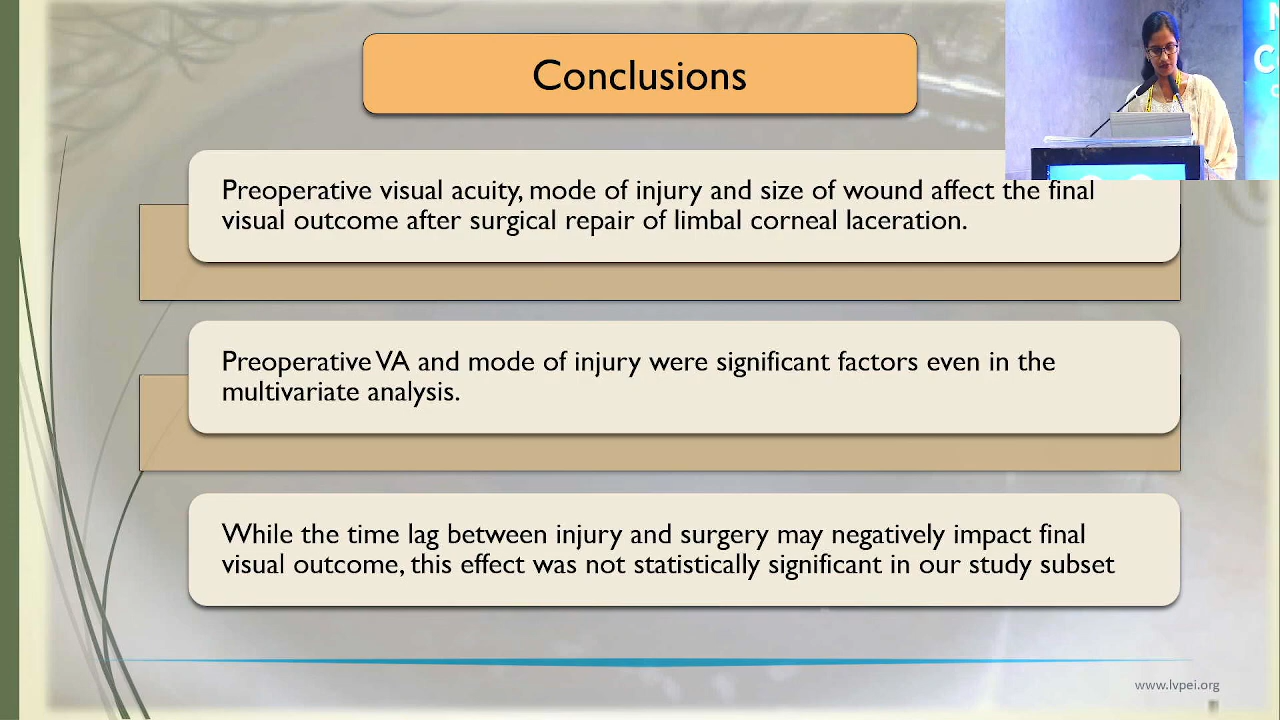 Conclusions
Preoperative visual acuity, mode of injury and size of wound affect the final
visual outcome after surgical repair of limbal corneal laceration.
Preoperative VA and mode of injury were significant factors even in the
multivariate analysis.
While the time lag between injury and surgery may negatively impact final
visual outcome, this effect was not statistically significant in our study subset
www.lvpei.org